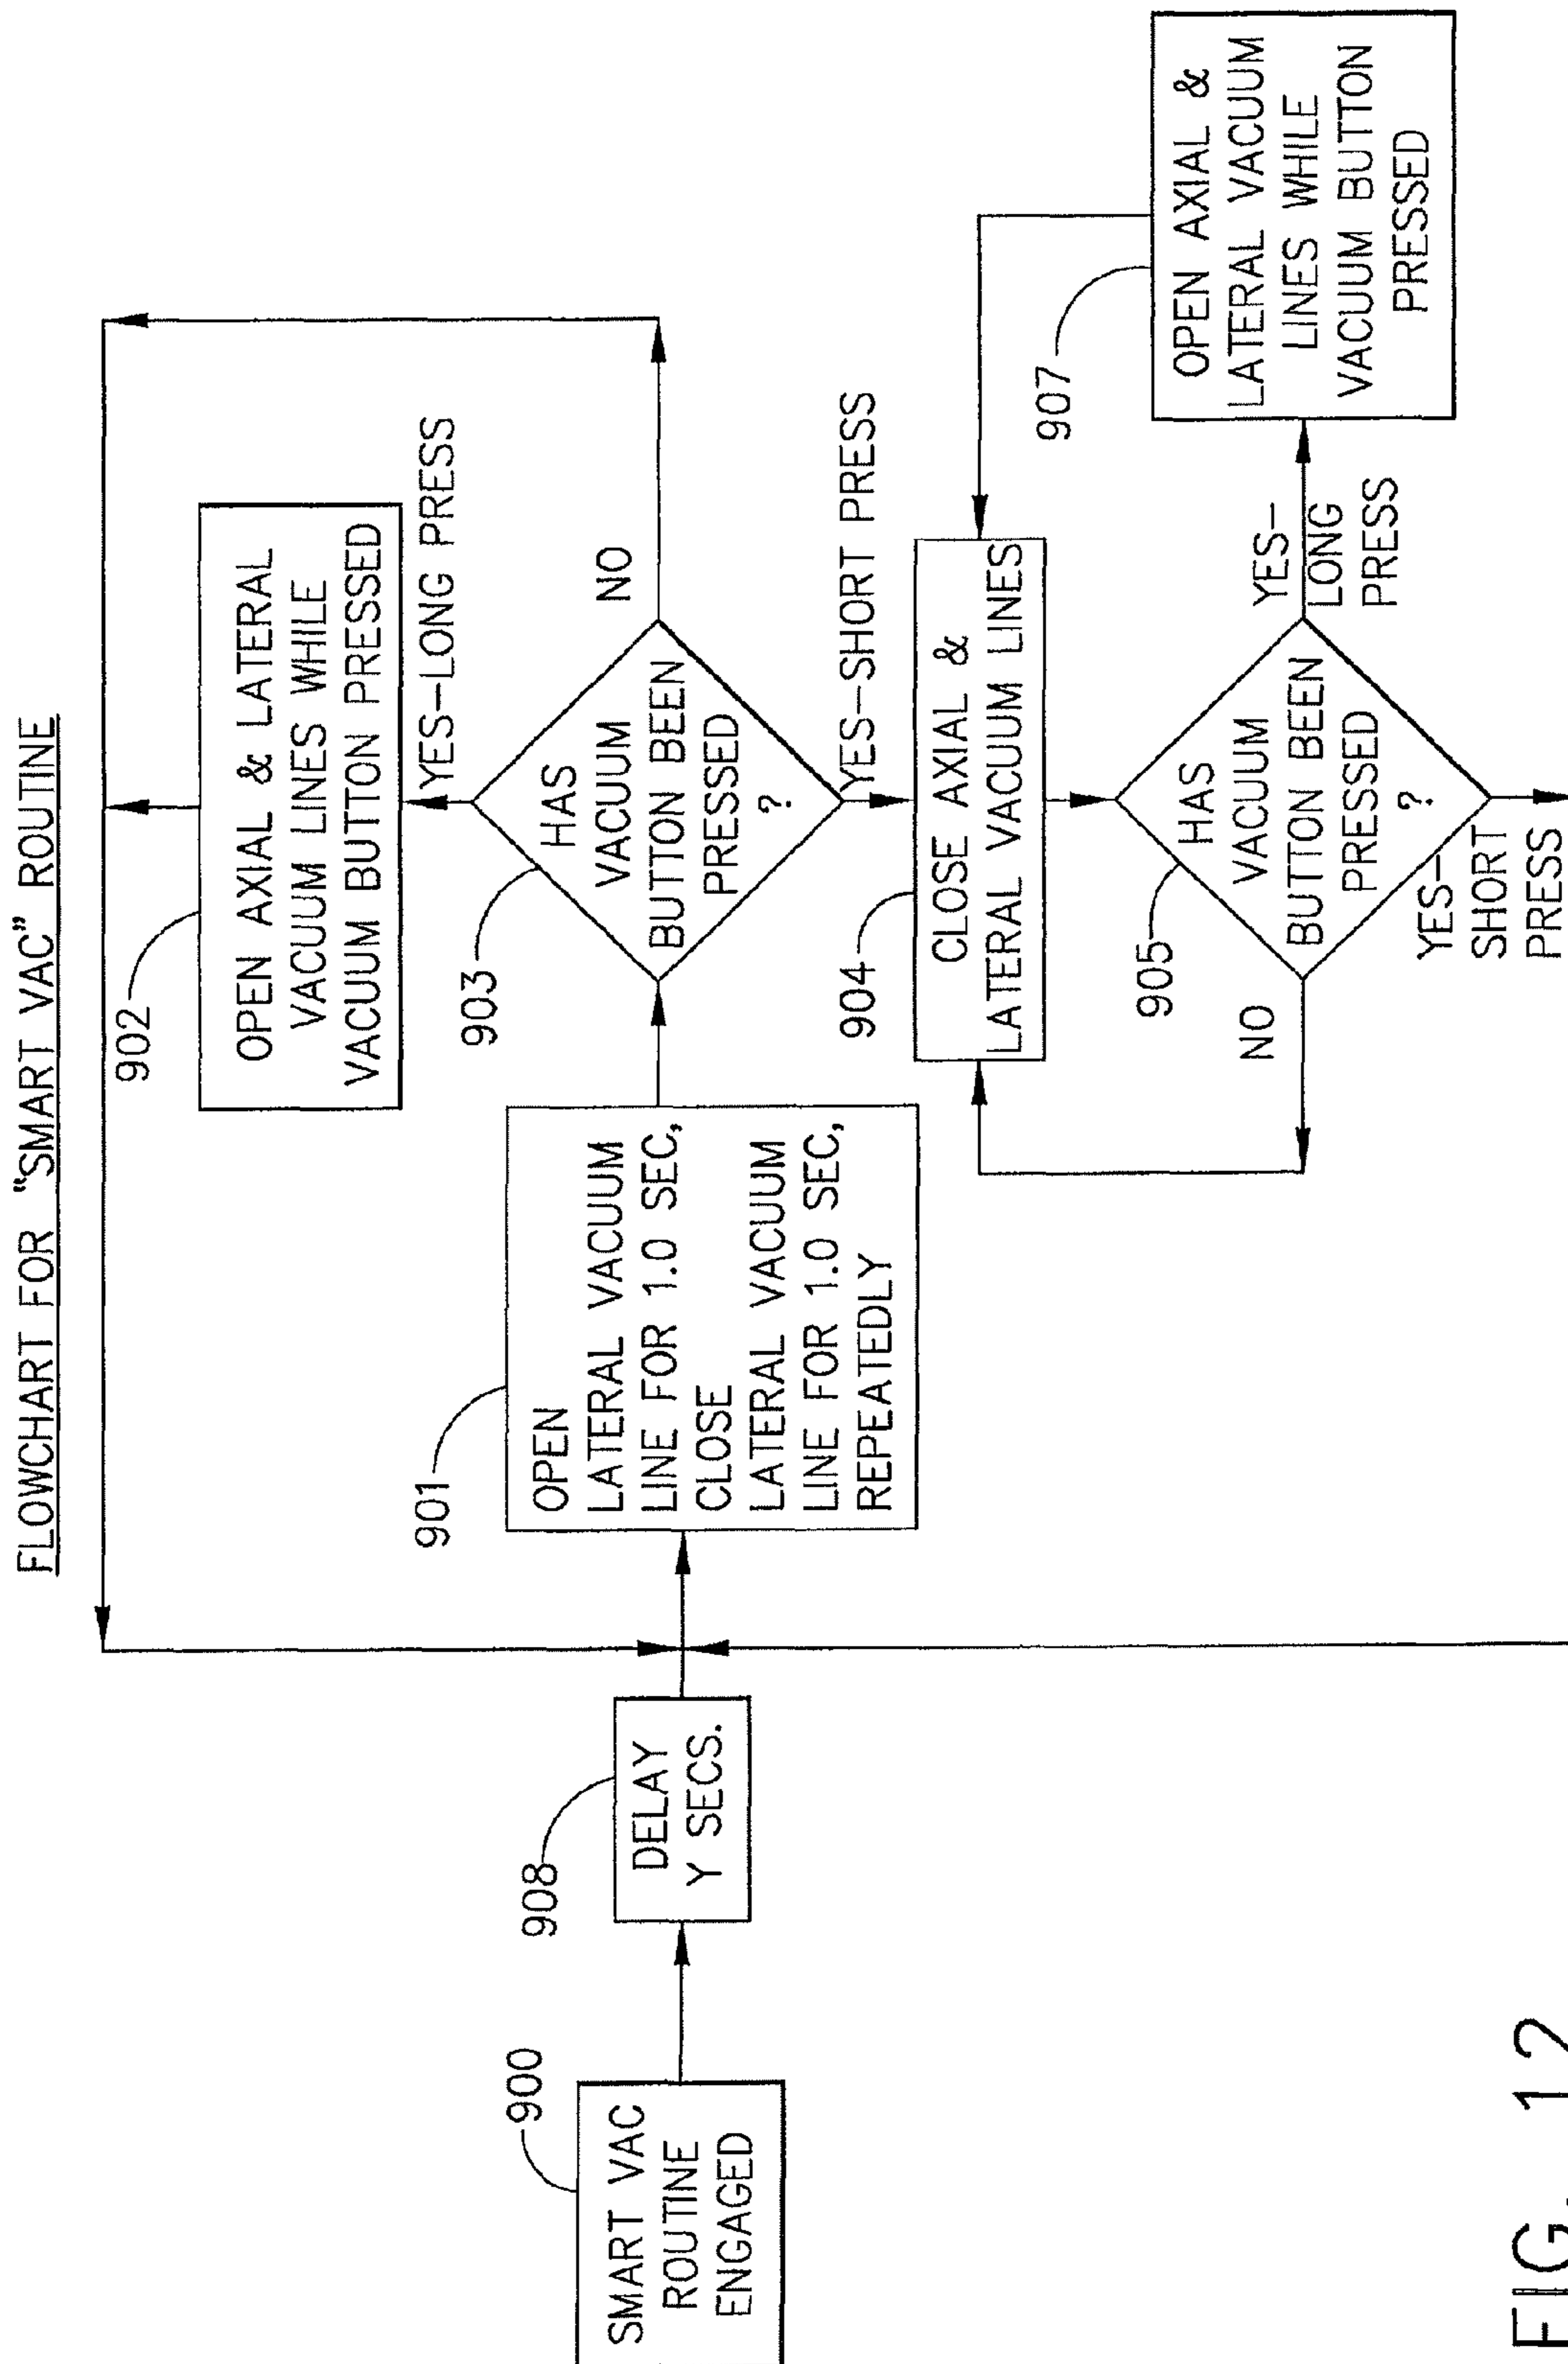 FLOWCHART FOR "SMART VAC" ROUTINE
900
SMART VAC
ROUTINE
ENGAGED
908
DELAY
Y SECS.
901
OPEN
LATERAL VACUUM
LINE FOR 1.0 SEC,
CLOSE
LATERAL VACUUM
LINE FOR 1.0 SEC,
REPEATEDLY
902
OPEN AXIAL & LATERAL
VACUUM LINES WHILE
VACUUM BUTTON PRESSED
YES-LONG PRESS
903
HAS
VACUUM
BUTTON BEEN
PRESSED
?
NO
YES-SHORT PRESS
904
CLOSE AXIAL &
LATERAL VACUUM LINES
905
HAS
VACUUM
BUTTON BEEN
PRESSED
?
NO
YES-
SHORT
PRESS
YES-
LONG
PRESS
907
OPEN AXIAL &
LATERAL VACUUM
LINES WHILE
VACUUM BUTTON
PRESSED
FIG. 12